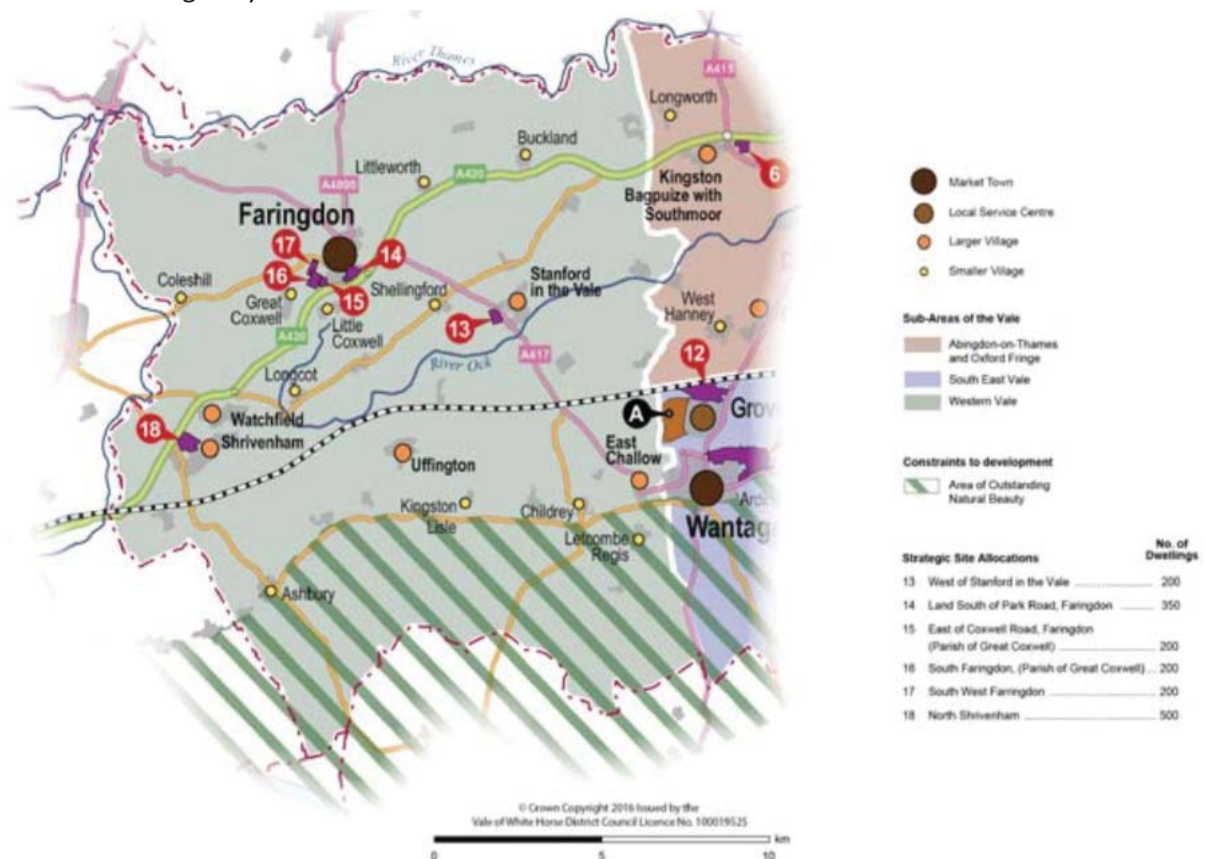 River Thames
A415
Longworth
Buckland
Littleworth
A420
A4095
Kingston
Bagpuize with
Southmoor
6
Faringdon
17
14
16
15
Coleshill
Great
Coxwell
Little
Coxwell
Shellingford
Stanford
in the Vale
13
West
Hanney
A420
A417
River Ock
12
Longcot
A
Grov
Watchfield
18
Shrivenham
East
Challow
Uffington
Kingston
Lisle
Childrey
Wantag
Letcombe
Regis
Ashbury
Market Town
Local Service Centre
Larger Village
Smaller Village
Sub-Areas of the Vale
Abingdon-on-Thames
and Oxford Fringe
South East Vale
Western Vale
Constraints to development
Area of Outstanding
Natural Beauty
Strategic Site Allocations No. of
Dwellings
13 West of Stanford in the Vale 200
14 Land South of Park Road, Faringdon 350
15 East of Coxwell Road, Faringdon
(Parish of Great Coxwell) 200
16 South Faringdon, (Parish of Great Coxwell) 200
17 South West Farringdon 200
18 North Shrivenham 500
© Crown Copyright 2016 Issued by the
Vale of White Horse District Council Licence No. 100019525
km
0 5 10